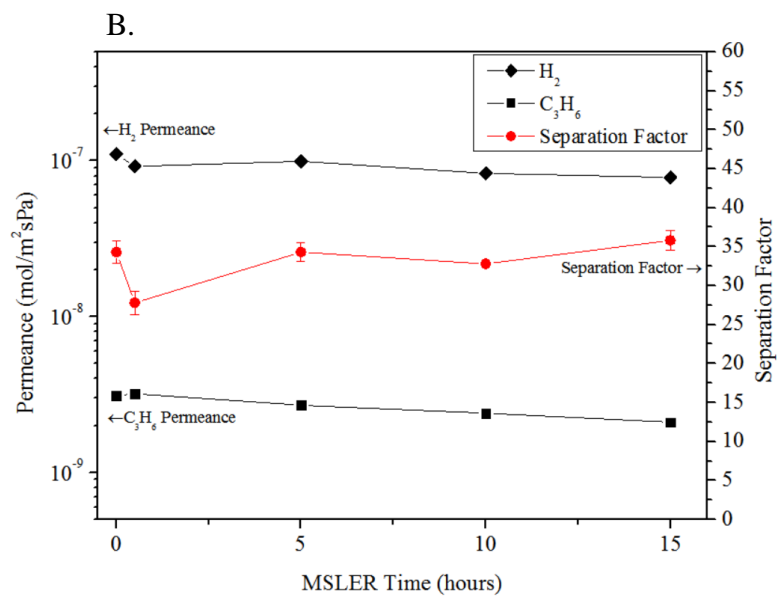 B.
Permeance (mol/m²sPa)
10⁻⁷
10⁻⁸
10⁻⁹
←H₂ Permeance
←C₃H₆ Permeance
H₂
C₃H₆
Separation Factor
Separation Factor →
60
55
50
45
40
35
30
25
20
15
10
5
0
Separation Factor
0 5 10 15
MSLER Time (hours)